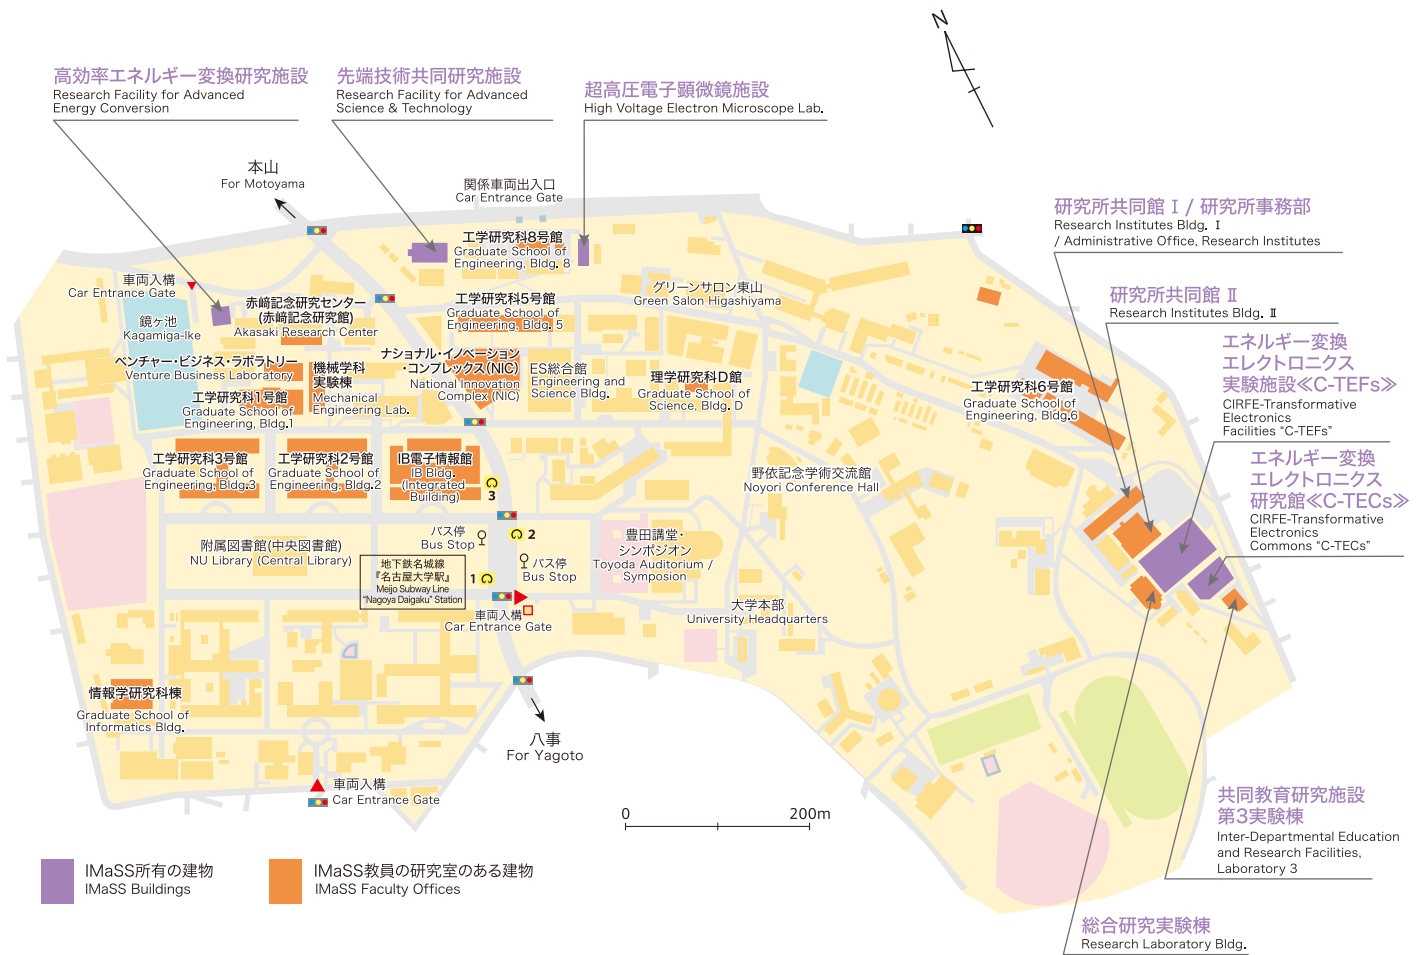 N
高効率エネルギー変換研究施設
Research Facility for Advanced
Energy Conversion
先端技術共同研究施設
Research Facility for Advanced
Science & Technology
超高圧電子顕微鏡施設
High Voltage Electron Microscope Lab.
本山
For Motoyama
関係車両出入口
Car Entrance Gate
研究所共同館 I / 研究所事務部
Research Institutes Bldg. I
/ Administrative Office, Research Institutes
工学研究科8号館
Graduate School of
Engineering, Bldg. 8
車両入構
Car Entrance Gate
グリーンサロン東山
Green Salon Higashiyama
研究所共同館 II
Research Institutes Bldg. II
赤﨑記念研究センター
(赤﨑記念研究館)
Akasaki Research Center
工学研究科5号館
Graduate School of
Engineering, Bldg. 5
鏡ヶ池
Kagamiga-Ike
エネルギー変換
エレクトロニクス
実験施設≪C-TEFs≫
CIRFE-Transformative
Electronics
Facilities “C-TEFs”
ベンチャー・ビジネス・ラボラトリー
Venture Business Laboratory
機械学科
実験棟
Mechanical
Engineering Lab.
ナショナル・イノベーション
・コンプレックス(NIC)
National Innovation
Complex (NIC)
ES総合館
Engineering and
Science Bldg.
理学研究科D館
Graduate School of
Science, Bldg. D
工学研究科6号館
Graduate School of
Engineering, Bldg.6
工学研究科1号館
Graduate School of
Engineering, Bldg.1
エネルギー変換
エレクトロニクス
研究館≪C-TECs≫
CIRFE-Transformative
Electronics
Commons “C-TECs”
工学研究科3号館
Graduate School of
Engineering, Bldg.3
工学研究科2号館
Graduate School of
Engineering, Bldg.2
IB電子情報館
IB Bldg.
(Integrated
Building)
3
野依記念学術交流館
Noyori Conference Hall
バス停
Bus Stop
2
附属図書館(中央図書館)
NU Library (Central Library)
豊田講堂・
シンポジオン
Toyoda Auditorium /
Symposion
地下鉄名城線
『名古屋大学駅』
Meijo Subway Line
“Nagoya Daigaku” Station
1
バス停
Bus Stop
車両入構
Car Entrance Gate
大学本部
University Headquarters
情報学研究科棟
Graduate School of
Informatics Bldg.
八事
For Yagoto
車両入構
Car Entrance Gate
0 200m
共同教育研究施設
第3実験棟
Inter-Departmental Education
and Research Facilities,
Laboratory 3
IMaSS所有の建物
IMaSS Buildings
IMaSS教員の研究室のある建物
IMaSS Faculty Offices
総合研究実験棟
Research Laboratory Bldg.